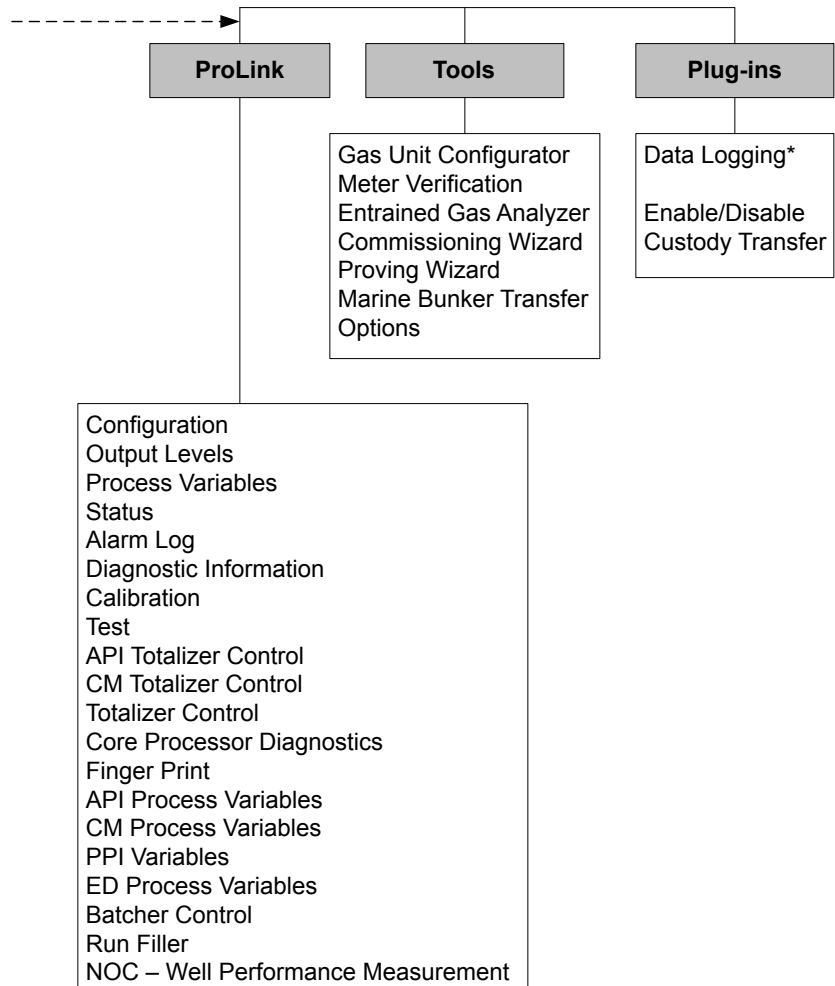 ProLink
Tools
Plug-ins
Gas Unit Configurator
Meter Verification
Entrained Gas Analyzer
Commissioning Wizard
Proving Wizard
Marine Bunker Transfer
Options
Data Logging*
Enable/Disable
Custody Transfer
Configuration
Output Levels
Process Variables
Status
Alarm Log
Diagnostic Information
Calibration
Test
API Totalizer Control
CM Totalizer Control
Totalizer Control
Core Processor Diagnostics
Finger Print
API Process Variables
CM Process Variables
PPI Variables
ED Process Variables
Batcher Control
Run Filler
NOC – Well Performance Measurement